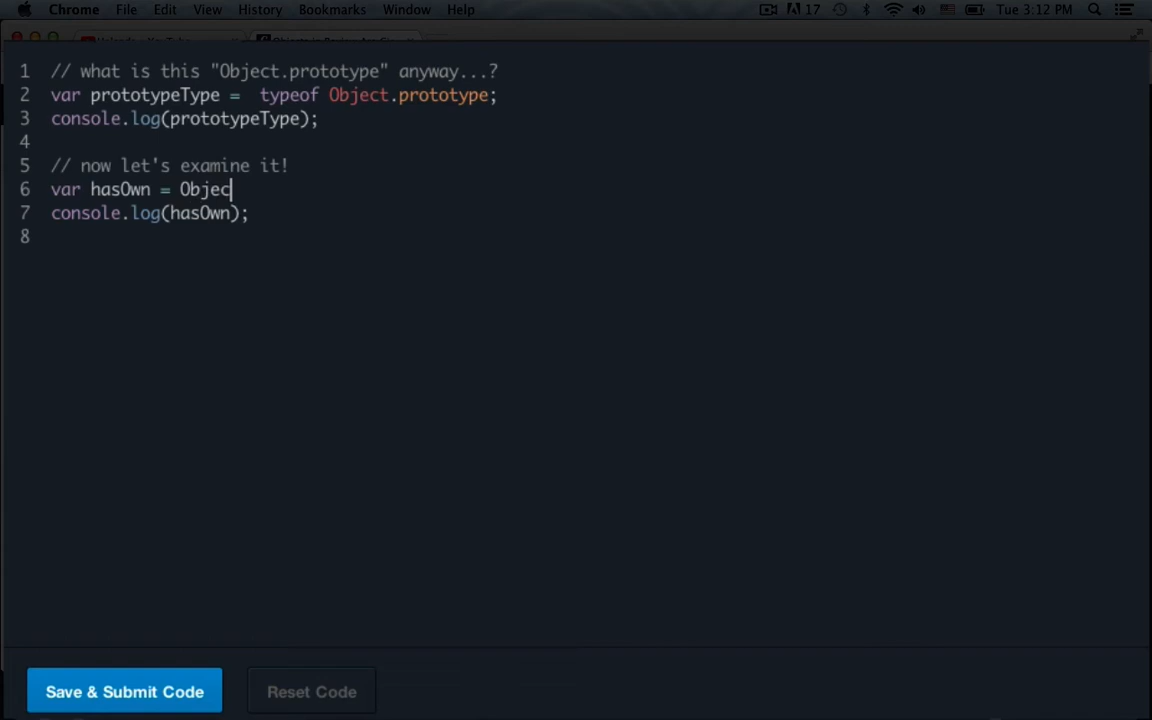 Chrome File Edit View History Bookmarks Window Help 17 Tue 3:12 PM
1 // what is this "Object.prototype" anyway...?
2 var prototypeType =  typeof Object.prototype;
3 console.log(prototypeType);
4
5 // now let's examine it!
6 var hasOwn = Objec
7 console.log(hasOwn);
8
Save & Submit Code Reset Code